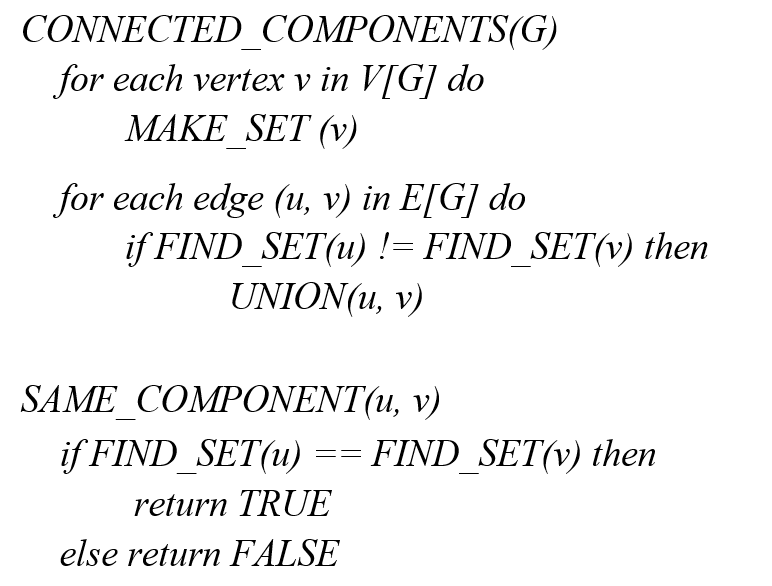 CONNECTED_COMPONENTS(G)
for each vertex v in V[G] do
MAKE_SET (v)
for each edge (u, v) in E[G] do
if FIND_SET(u) != FIND_SET(v) then
UNION(u, v)
SAME_COMPONENT(u, v)
if FIND_SET(u) == FIND_SET(v) then
return TRUE
else return FALSE